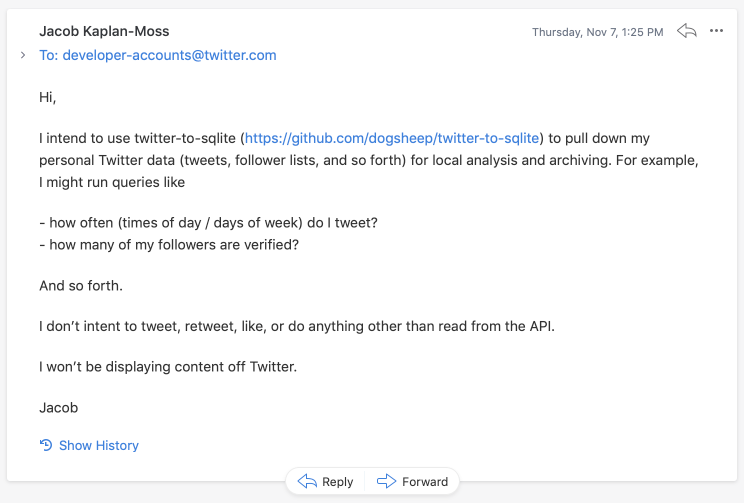 Jacob Kaplan-Moss
Thursday, Nov 7, 1:25 PM
To: developer-accounts@twitter.com
Hi,
I intend to use twitter-to-sqlite (https://github.com/dogsheep/twitter-to-sqlite) to pull down my
personal Twitter data (tweets, follower lists, and so forth) for local analysis and archiving. For example,
I might run queries like
- how often (times of day / days of week) do I tweet?
- how many of my followers are verified?
And so forth.
I don’t intent to tweet, retweet, like, or do anything other than read from the API.
I won’t be displaying content off Twitter.
Jacob
Show History
Reply
Forward